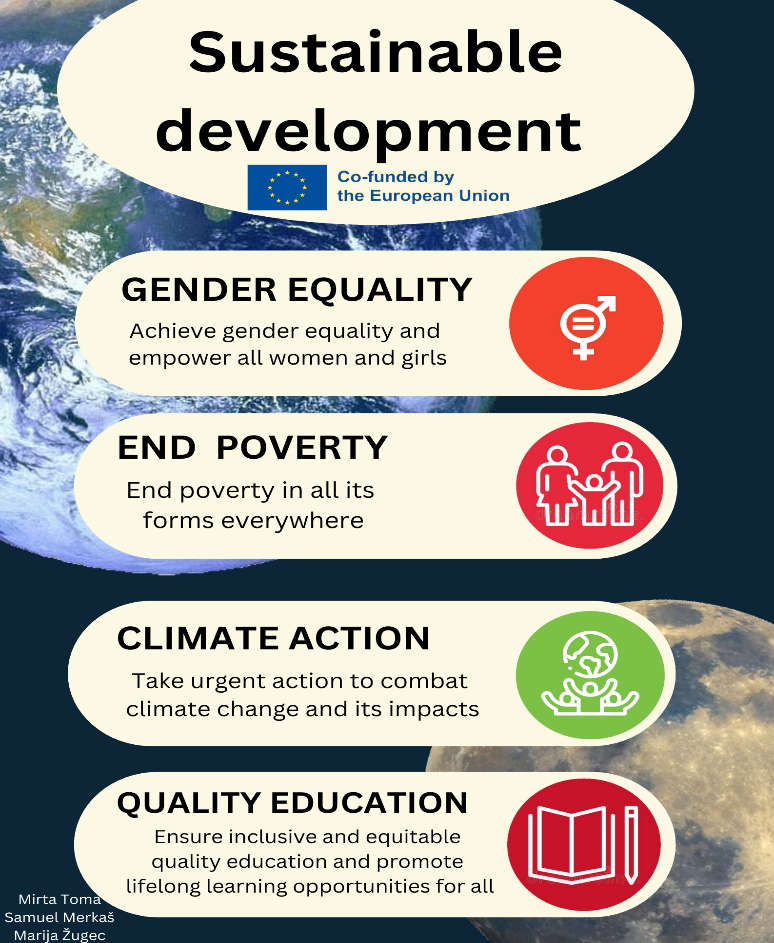 Sustainable
development
Co-funded by
the European Union
GENDER EQUALITY
Achieve gender equality and
empower all women and girls
END POVERTY
End poverty in all its
forms everywhere
CLIMATE ACTION
Take urgent action to combat
climate change and its impacts
QUALITY EDUCATION
Ensure inclusive and equitable
quality education and promote
lifelong learning opportunities for all
Mirta Toma
Samuel Merkaš
Marija Žugec